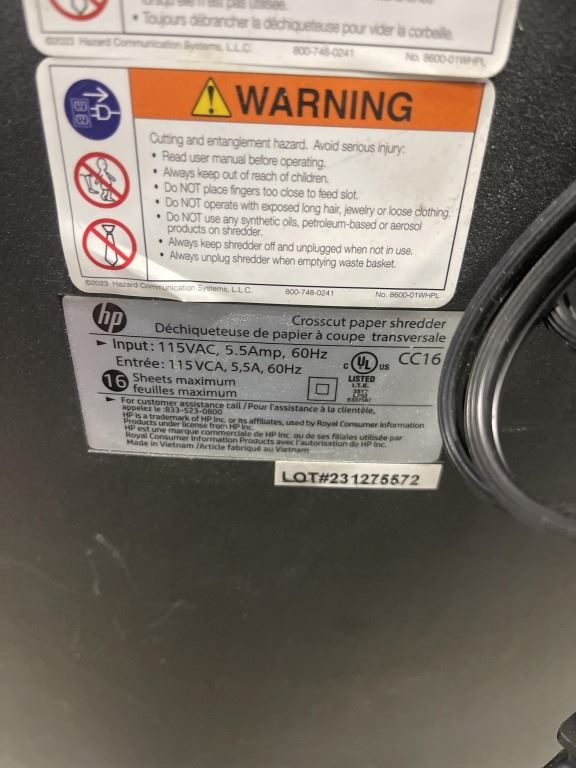 • Toujours débrancher la déchiqueteuse pour vider la corbeille.
©2023 Hazard Communication Systems, L.L.C. 800-748-0241 No. 8600-01WHPL
WARNING
Cutting and entanglement hazard. Avoid serious injury:
• Read user manual before operating.
• Always keep out of reach of children.
• Do NOT place fingers too close to feed slot.
• Do NOT operate with exposed long hair, jewelry or loose clothing.
• Do NOT use any synthetic oils, petroleum-based or aerosol
products on shredder.
• Always keep shredder off and unplugged when not in use.
• Always unplug shredder when emptying waste basket.
©2023 Hazard Communication Systems, L.L.C. 800-748-0241 No. 8600-01WHPL
hp
Crosscut paper shredder
Déchiqueteuse de papier à coupe transversale
Input: 115VAC, 5.5Amp, 60Hz
Entrée: 115VCA, 5,5A, 60Hz
c UL us
LISTED
I.T.E.
CC16
16 Sheets maximum
feuilles maximum
For customer assistance call / Pour l'assistance à la clientèle,
appelez le :833-523-0800
HP is a trademark of HP Inc, or its affiliates, used by Royal Consumer Information
Products under license from HP Inc.
HP est une marque commerciale de HP Inc. ou de ses filiales utilisée par
Royal Consumer Information Products avec l'autorisation de HP Inc.
Made in Vietnam /Article fabriqué au Vietnam
LOT#231275572